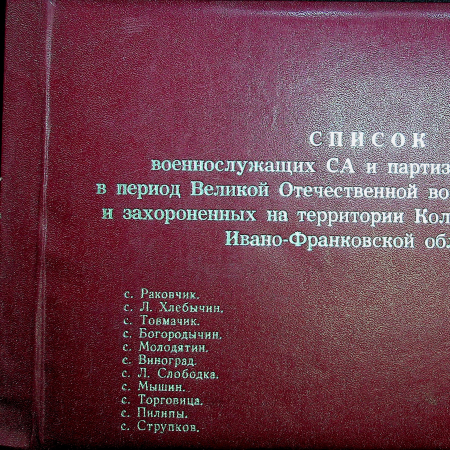 СПИСОК
военнослужащих СА и партиз
в период Великой Отечественной во
и захороненных на территории Кол
Ивано-Франковской обл
с. Раковчик.
с. Л. Хлебычин.
с. Товмачик.
с. Богородычин.
с. Молодятин.
с. Виноград.
с. Л. Слободка.
с. Мышин.
с. Торговица.
с. Пилипы.
с. Струпков.